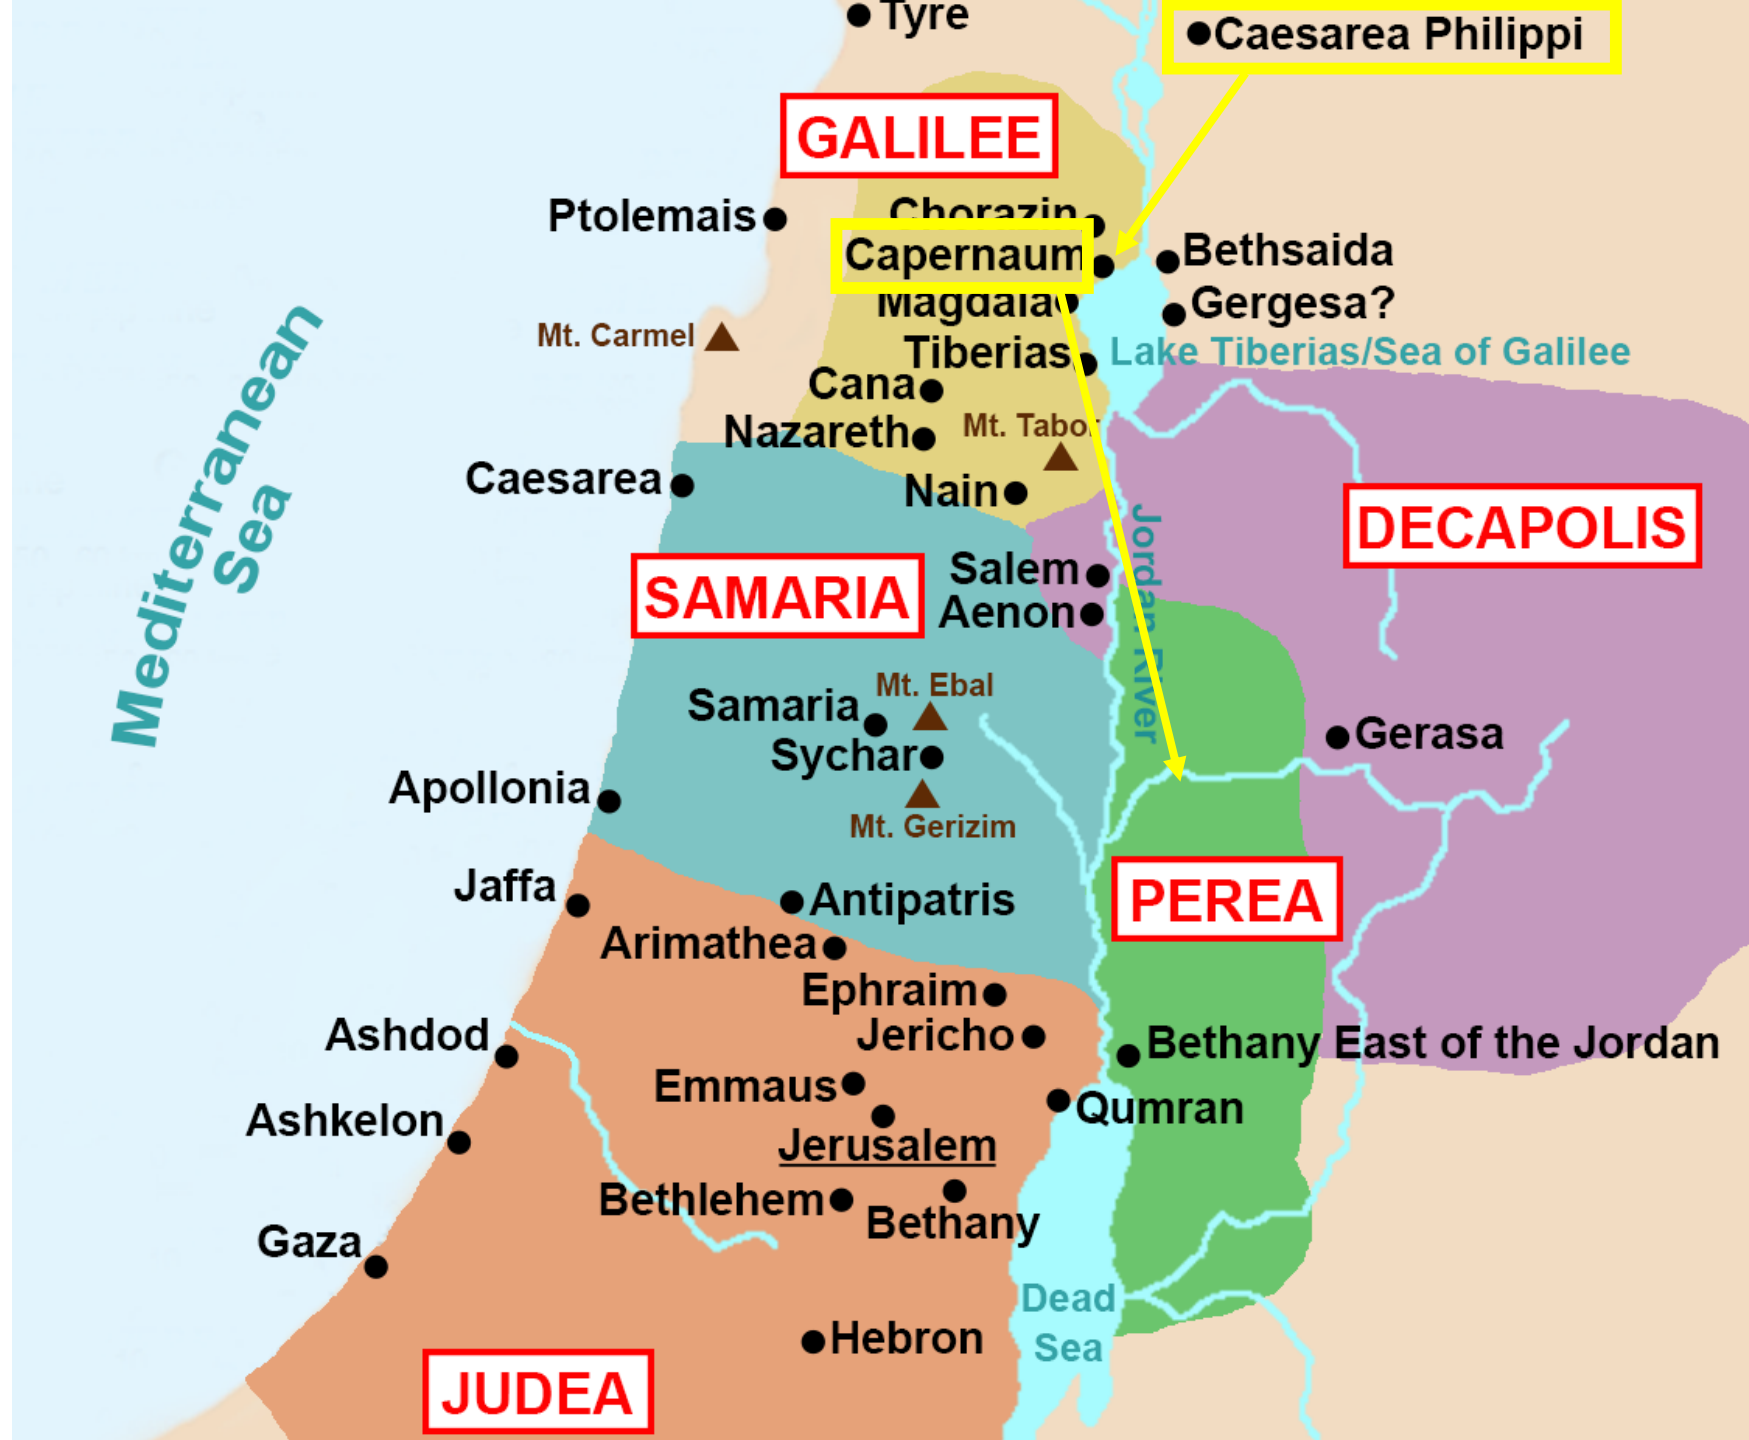 Tyre
Caesarea Philippi
GALILEE
Ptolemais
Chorazin
Capernaum
Bethsaida
Magdala
Gergesa?
Mt. Carmel
Tiberias
Lake Tiberias/Sea of Galilee
Cana
Nazareth
Mt. Tabor
Caesarea
Nain
Mediterranean
Sea
DECAPOLIS
Jordan River
Salem
SAMARIA
Aenon
Mt. Ebal
Samaria
Gerasa
Sychar
Apollonia
Mt. Gerizim
Jaffa
Antipatris
PEREA
Arimathea
Ephraim
Ashdod
Jericho
Bethany East of the Jordan
Emmaus
Qumran
Ashkelon
Jerusalem
Bethlehem
Bethany
Gaza
Dead
Sea
Hebron
JUDEA